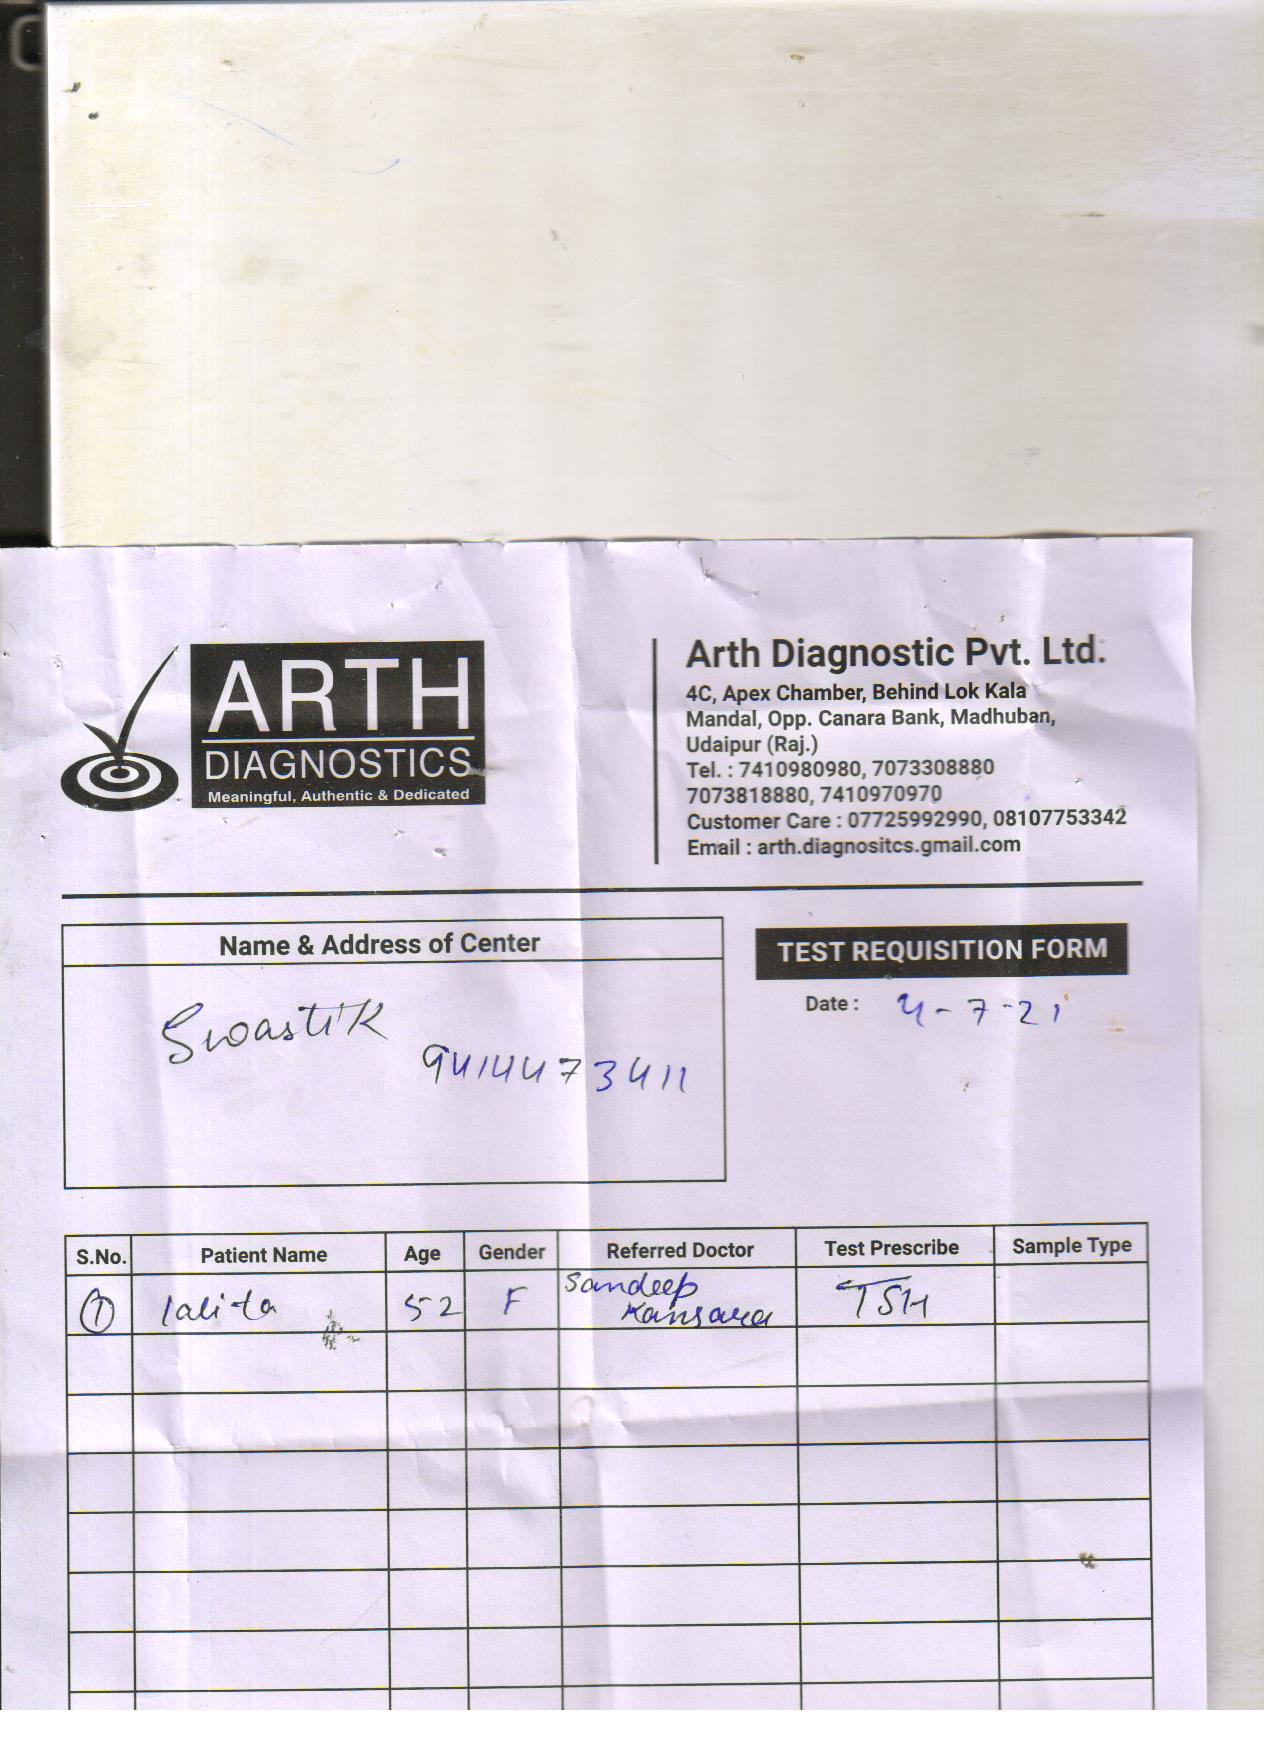 ARTH
DIAGNOSTICS
Meaningful, Authentic & Dedicated
Arth Diagnostic Pvt. Ltd.
4C, Apex Chamber, Behind Lok Kala
Mandal, Opp. Canara Bank, Madhuban,
Udaipur (Raj.)
Tel. : 7410980980, 7073308880
7073818880, 7410970970
Customer Care : 07725992990, 08107753342
Email : arth.diagnositcs.gmail.com
Name & Address of Center
Swastik
9414473411
TEST REQUISITION FORM
Date : 4-7-21
S.No. Patient Name Age Gender Referred Doctor Test Prescribe Sample Type
1 lalita 52 F Sandeep Kansara TSH